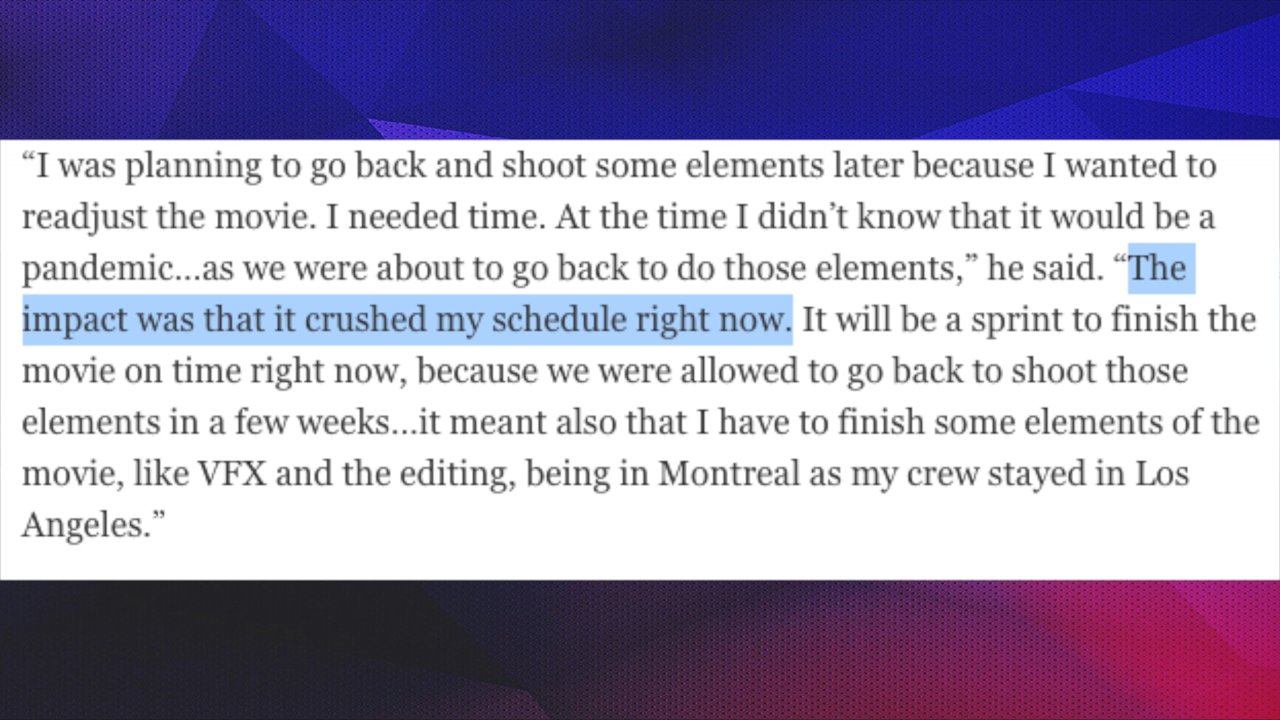 “I was planning to go back and shoot some elements later because I wanted to
readjust the movie. I needed time. At the time I didn’t know that it would be a
pandemic...as we were about to go back to do those elements,” he said. “The
impact was that it crushed my schedule right now. It will be a sprint to finish the
movie on time right now, because we were allowed to go back to shoot those
elements in a few weeks...it meant also that I have to finish some elements of the
movie, like VFX and the editing, being in Montreal as my crew stayed in Los
Angeles.”